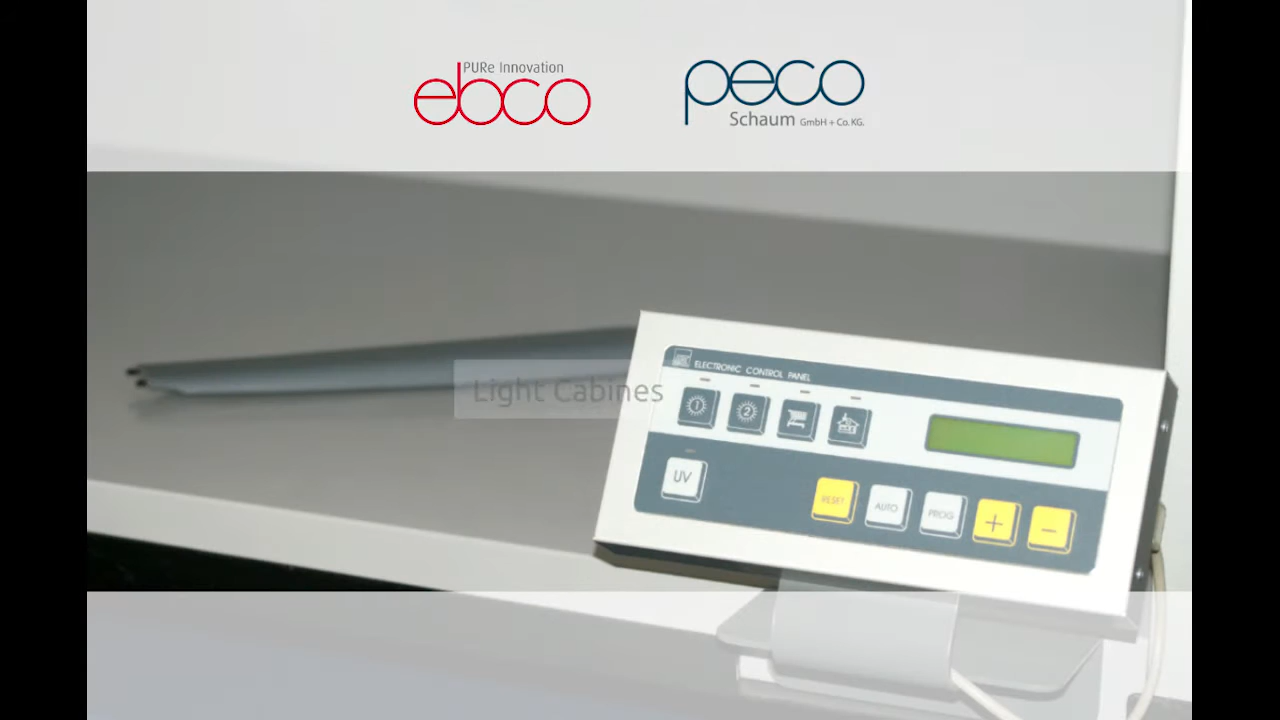 PURe Innovation
ebco
peco
Schaum GmbH + Co. KG.
ELECTRONIC CONTROL PANEL
Light Cabines
1 2
UV
RESET AUTO PROG + −